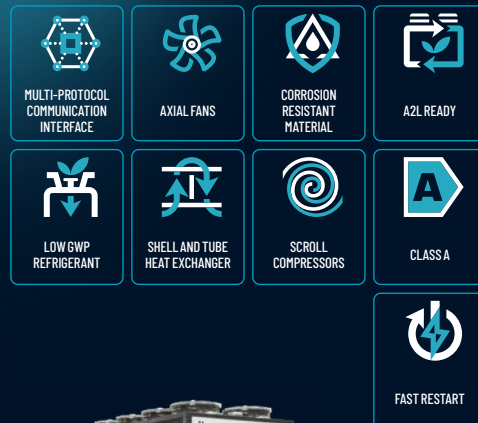 MULTI-PROTOCOL
COMMUNICATION
INTERFACE
AXIAL FANS
CORROSION
RESISTANT
MATERIAL
A2L READY
LOW GWP
REFRIGERANT
SHELL AND TUBE
HEAT EXCHANGER
SCROLL
COMPRESSORS
A
CLASS A
FAST RESTART